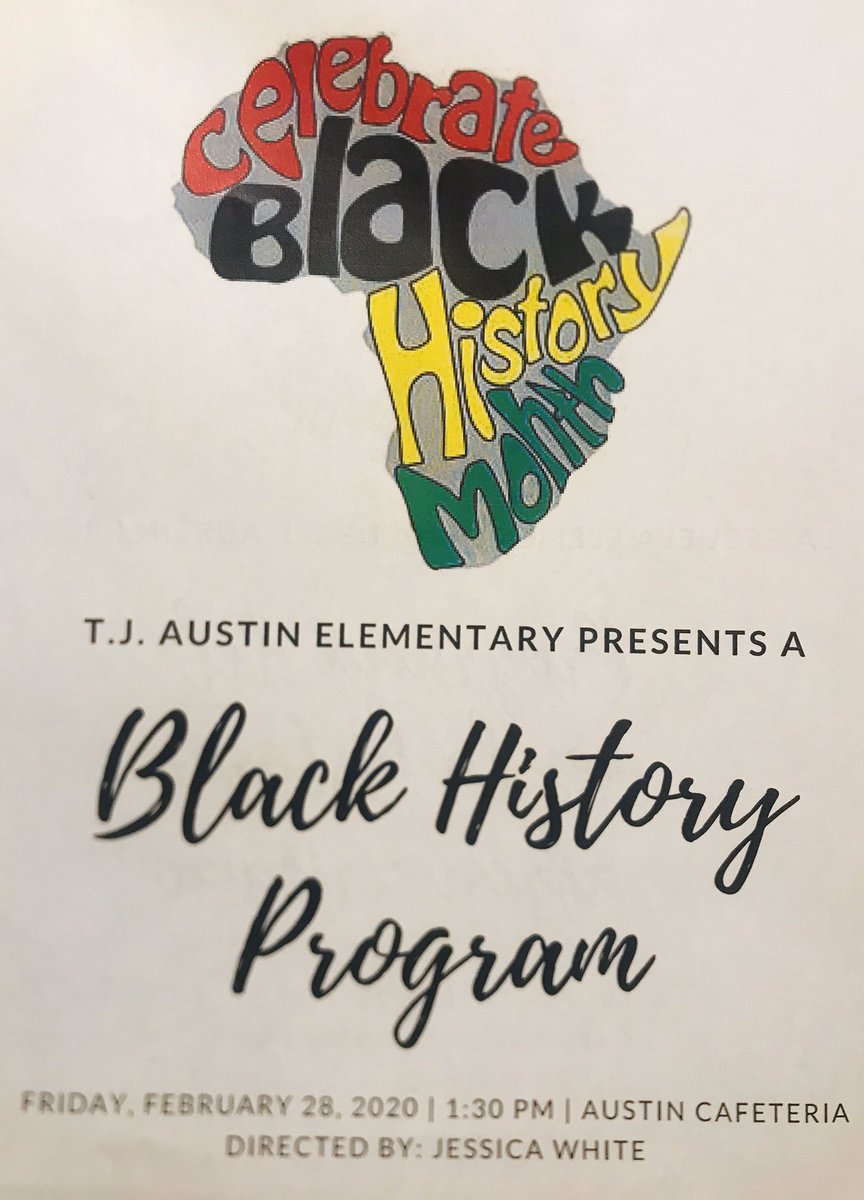 Celebrate
Black
History
Month
T.J. AUSTIN ELEMENTARY PRESENTS A
Black History
Program
FRIDAY, FEBRUARY 28, 2020 | 1:30 PM | AUSTIN CAFETERIA
DIRECTED BY: JESSICA WHITE